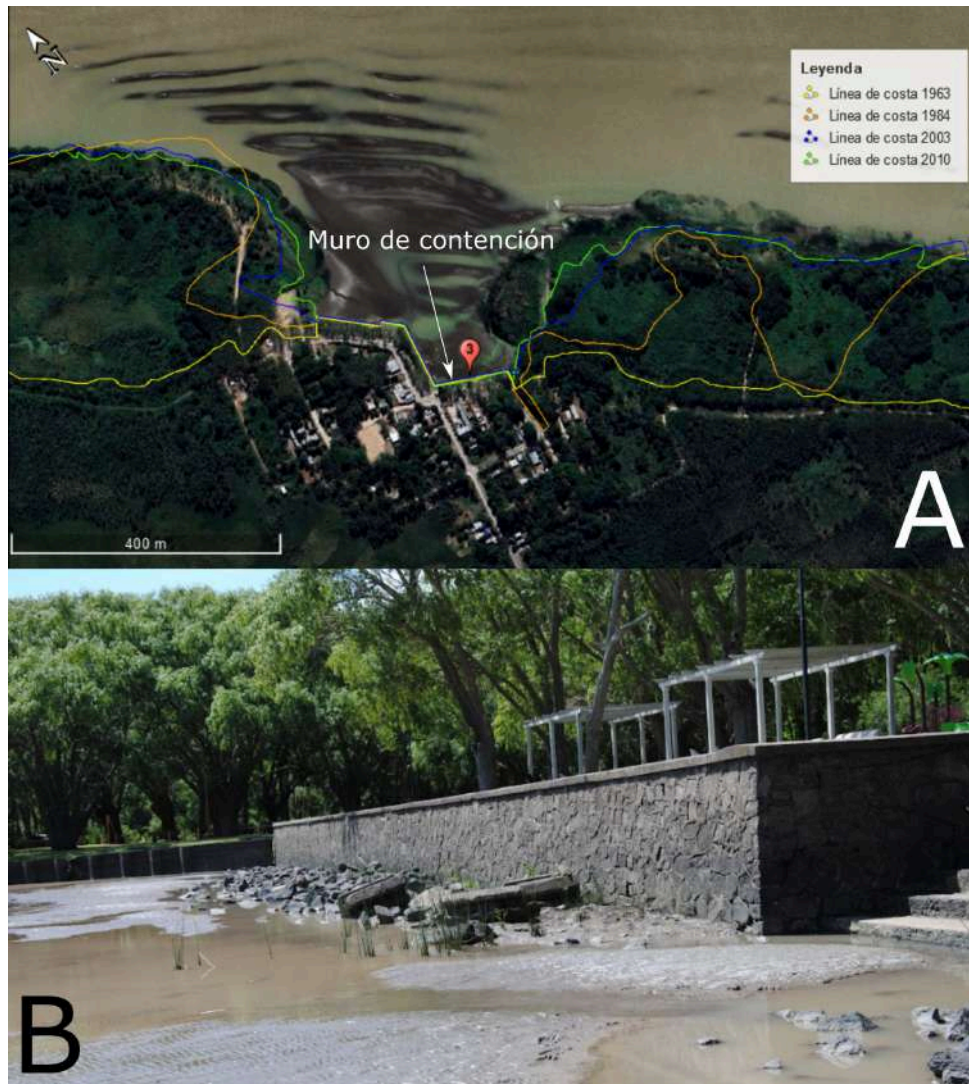 N
Leyenda
Línea de costa 1963
Línea de costa 1984
Línea de costa 2003
Línea de costa 2010
Muro de contención
3
400 m
A
B